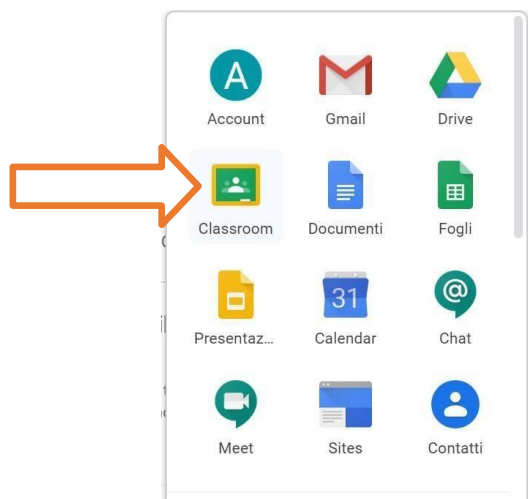 A
Account Gmail Drive
Classroom Documenti Fogli
31 @
Presentaz... Calendar Chat
Meet Sites Contatti